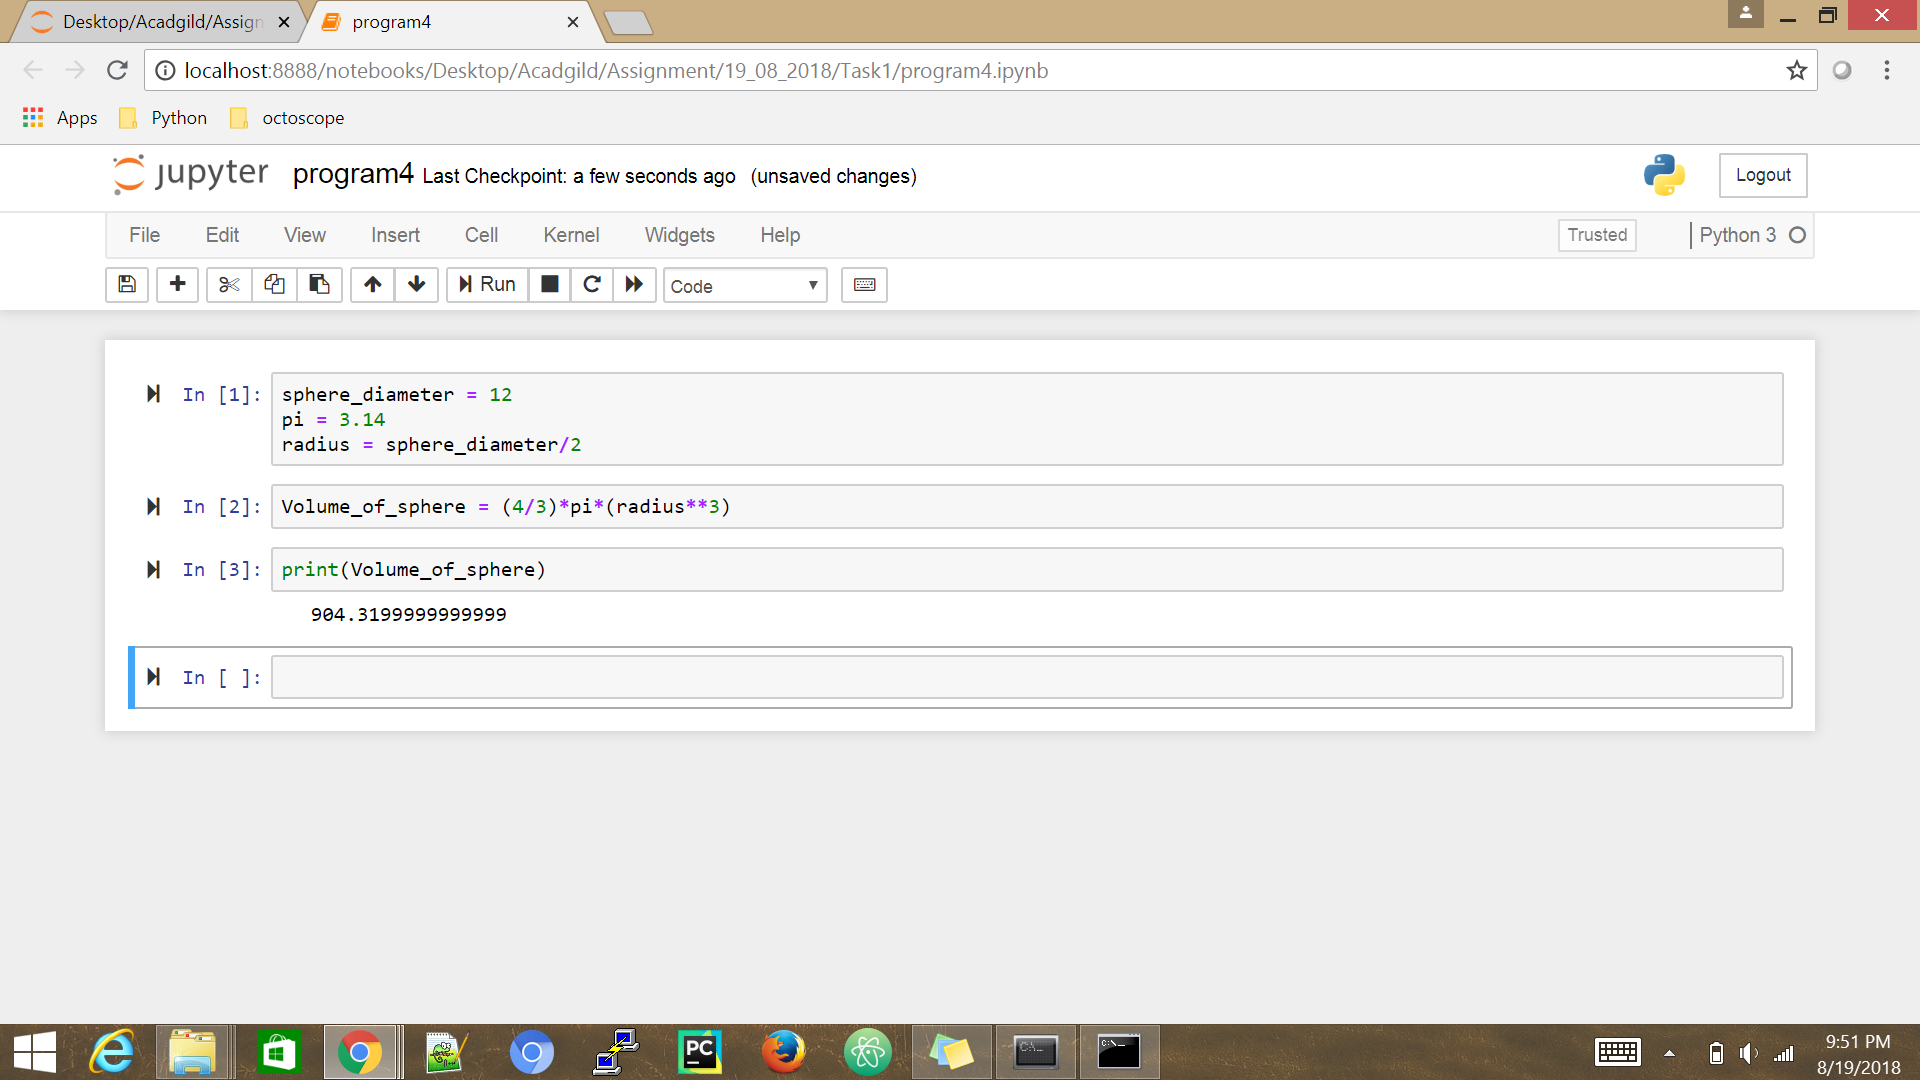 Desktop/Acadgild/Assign
program4
localhost:8888/notebooks/Desktop/Acadgild/Assignment/19_08_2018/Task1/program4.ipynb
Apps Python octoscope
jupyter program4 Last Checkpoint: a few seconds ago (unsaved changes) Logout
File Edit View Insert Cell Kernel Widgets Help Trusted Python 3
Run Code
In [1]: sphere_diameter = 12
pi = 3.14
radius = sphere_diameter/2
In [2]: Volume_of_sphere = (4/3)*pi*(radius**3)
In [3]: print(Volume_of_sphere)
904.3199999999999
In [ ]:
PC
C:\_
C:\_
9:51 PM
8/19/2018